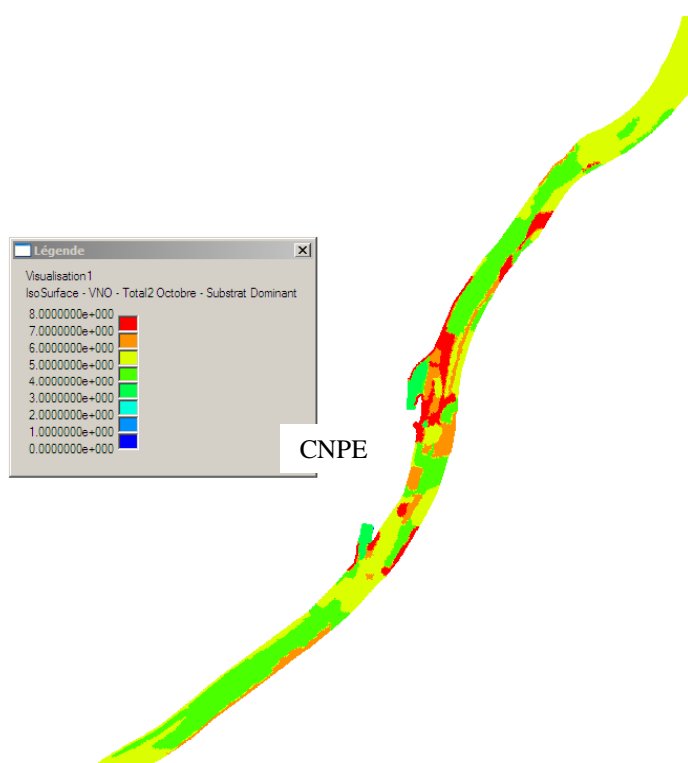 Légende
Visualisation1
IsoSurface - VNO - Total2 Octobre - Substrat Dominant
8.0000000e+000
7.0000000e+000
6.0000000e+000
5.0000000e+000
4.0000000e+000
3.0000000e+000
2.0000000e+000
1.0000000e+000
0.0000000e+000
CNPE